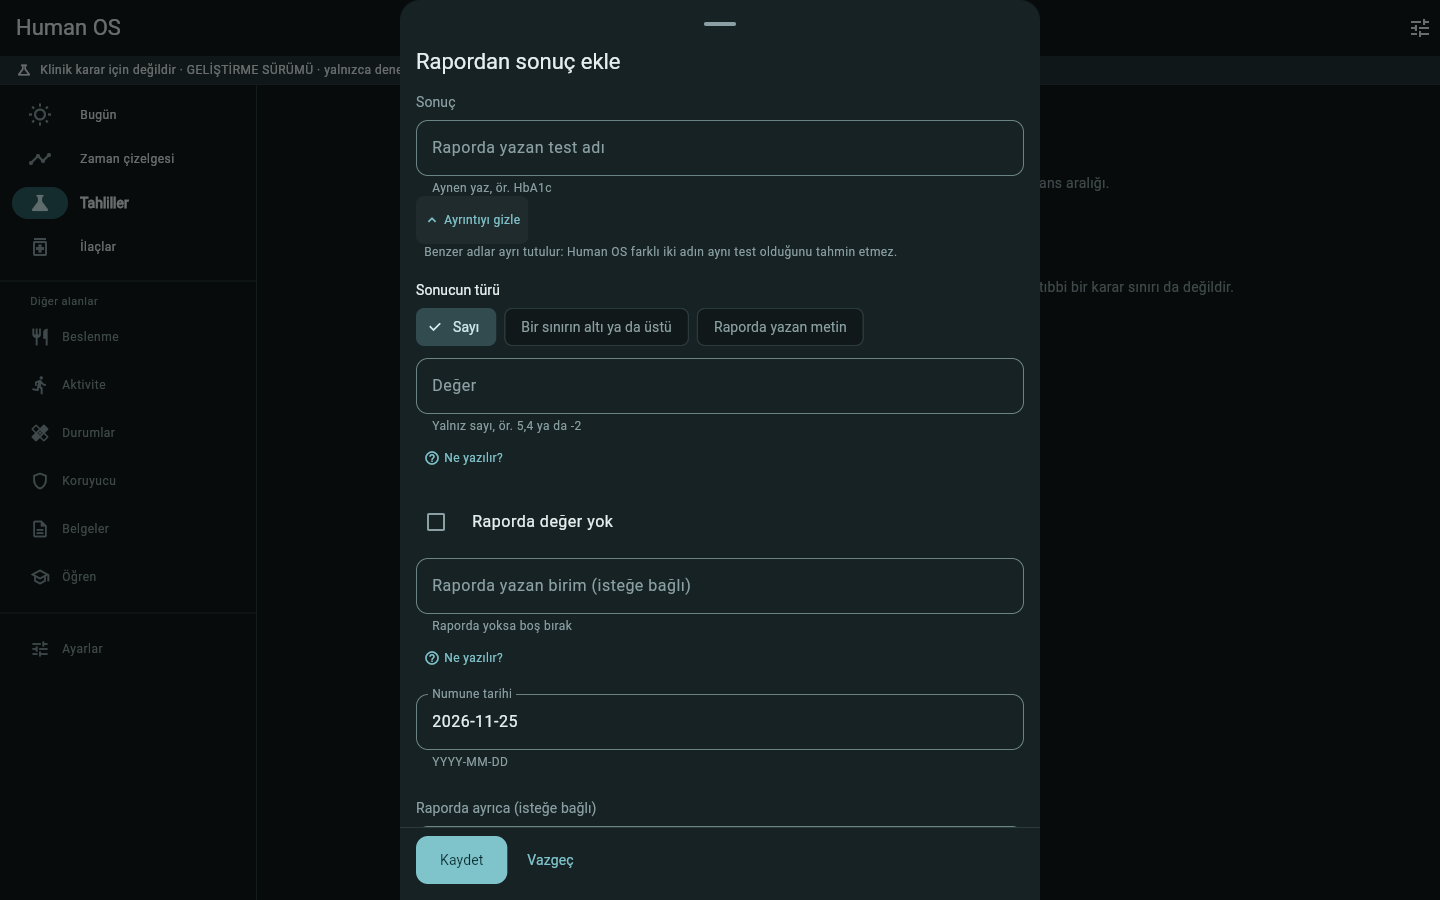 Human OS
Klinik karar için değildir · GELİŞTİRME SÜRÜMÜ · yalnızca dene
Bugün
Zaman çizelgesi
Tahliller
İlaçlar
Diğer alanlar
Beslenme
Aktivite
Durumlar
Koruyucu
Belgeler
Öğren
Ayarlar
Rapordan sonuç ekle
Sonuç
Raporda yazan test adı
Aynen yaz, ör. HbA1c
Ayrıntıyı gizle
Benzer adlar ayrı tutulur: Human OS farklı iki adın aynı test olduğunu tahmin etmez.
Sonucun türü
Sayı
Bir sınırın altı ya da üstü
Raporda yazan metin
Değer
Yalnız sayı, ör. 5,4 ya da -2
Ne yazılır?
Raporda değer yok
Raporda yazan birim (isteğe bağlı)
Raporda yoksa boş bırak
Ne yazılır?
Numune tarihi
2026-11-25
YYYY-MM-DD
Raporda ayrıca (isteğe bağlı)
Kaydet
Vazgeç
ans aralığı.
tıbbi bir karar sınırı da değildir.